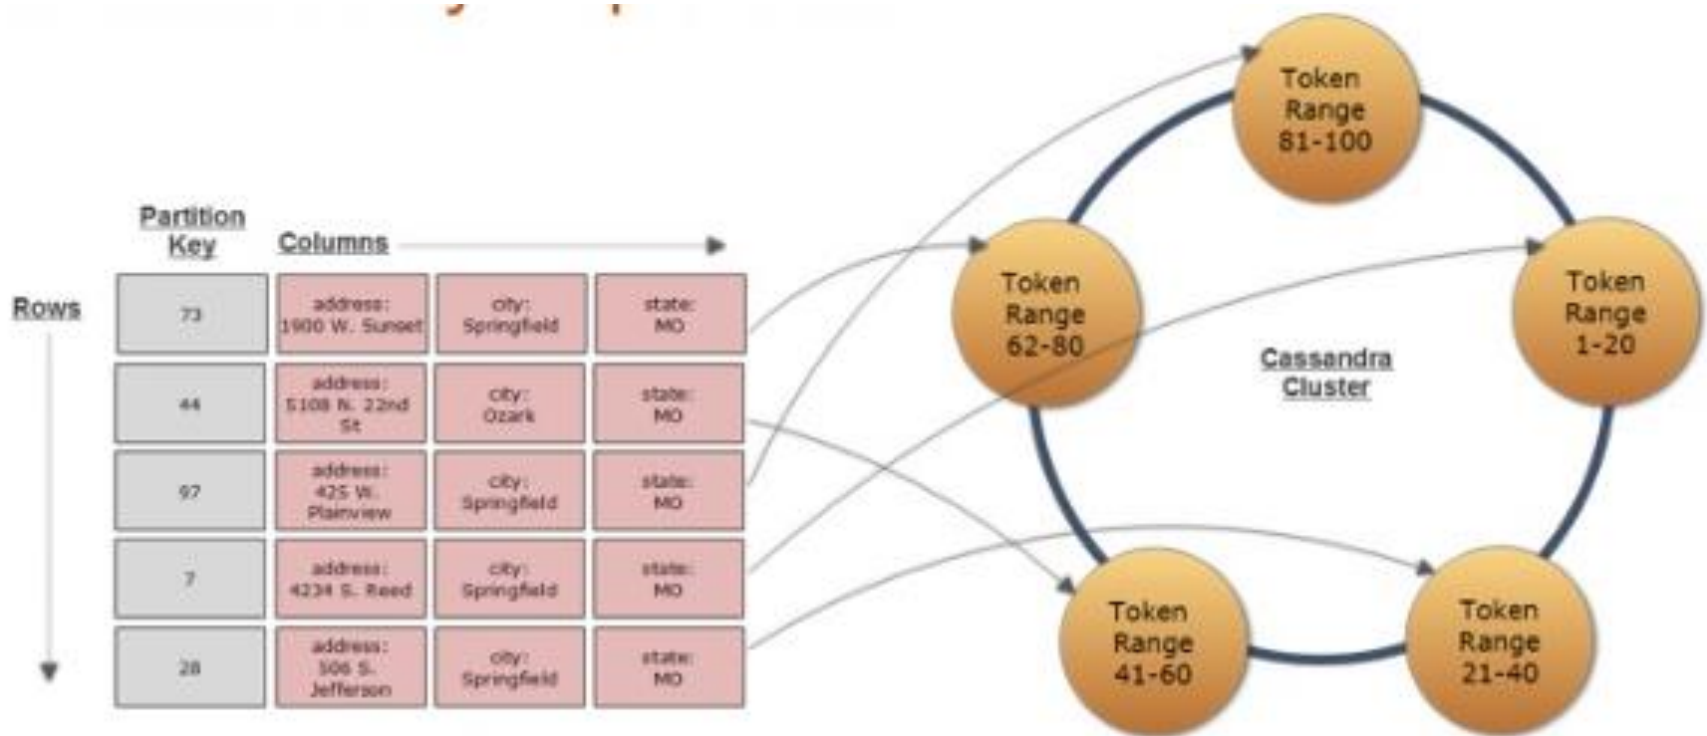 Partition
Key
Columns
Rows
73
address:
1900 W. Sunset
city:
Springfield
state:
MO
44
address:
5108 N. 22nd
St
city:
Ozark
state:
MO
97
address:
425 W.
Plainview
city:
Springfield
state:
MO
7
address:
4234 S. Reed
city:
Springfield
state:
MO
28
address:
506 S.
Jefferson
city:
Springfield
state:
MO
Token
Range
81-100
Token
Range
62-80
Token
Range
1-20
Cassandra
Cluster
Token
Range
41-60
Token
Range
21-40